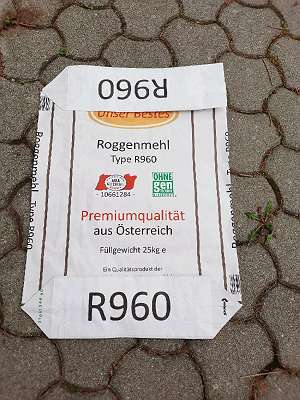 R960
Unser Bestes
Roggenmehl
Type R960
OHNE
gen
10661284
Premiumqualität
aus Österreich
Füllgewicht 25kg e
Ein Qualitätsprodukt der
R960
Roggenmehl Type R960
Roggenmehl Type R960